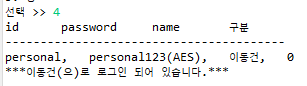 선택 >> 4
id password name 구분
----------------------------------------
personal, personal123(AES), 이동건, 0
***이동건(으)로 로그인 되어 있습니다.***